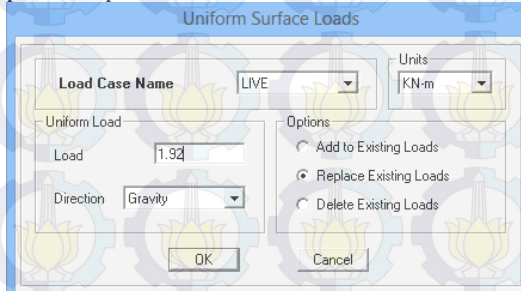 Uniform Surface Loads
Units
Load Case Name LIVE KN-m
Uniform Load Options
Load 1.92 Add to Existing Loads
Replace Existing Loads
Direction Gravity Delete Existing Loads
OK Cancel